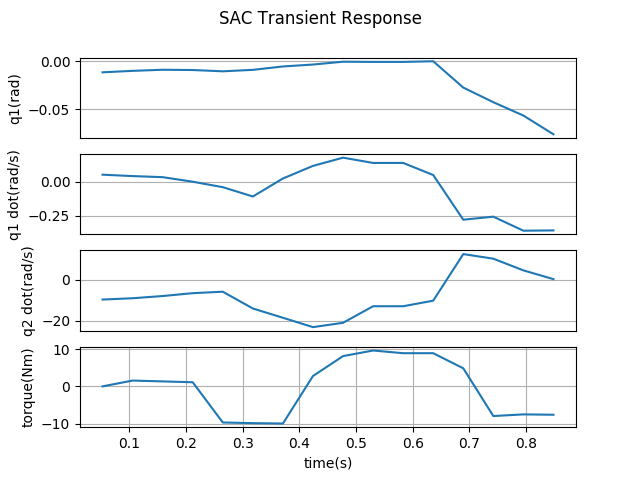 SAC Transient Response
0.00
−0.05
q1(rad)
0.00
−0.25
q1 dot(rad/s)
0
−20
q2 dot(rad/s)
10
0
−10
torque(Nm)
0.1 0.2 0.3 0.4 0.5 0.6 0.7 0.8
time(s)